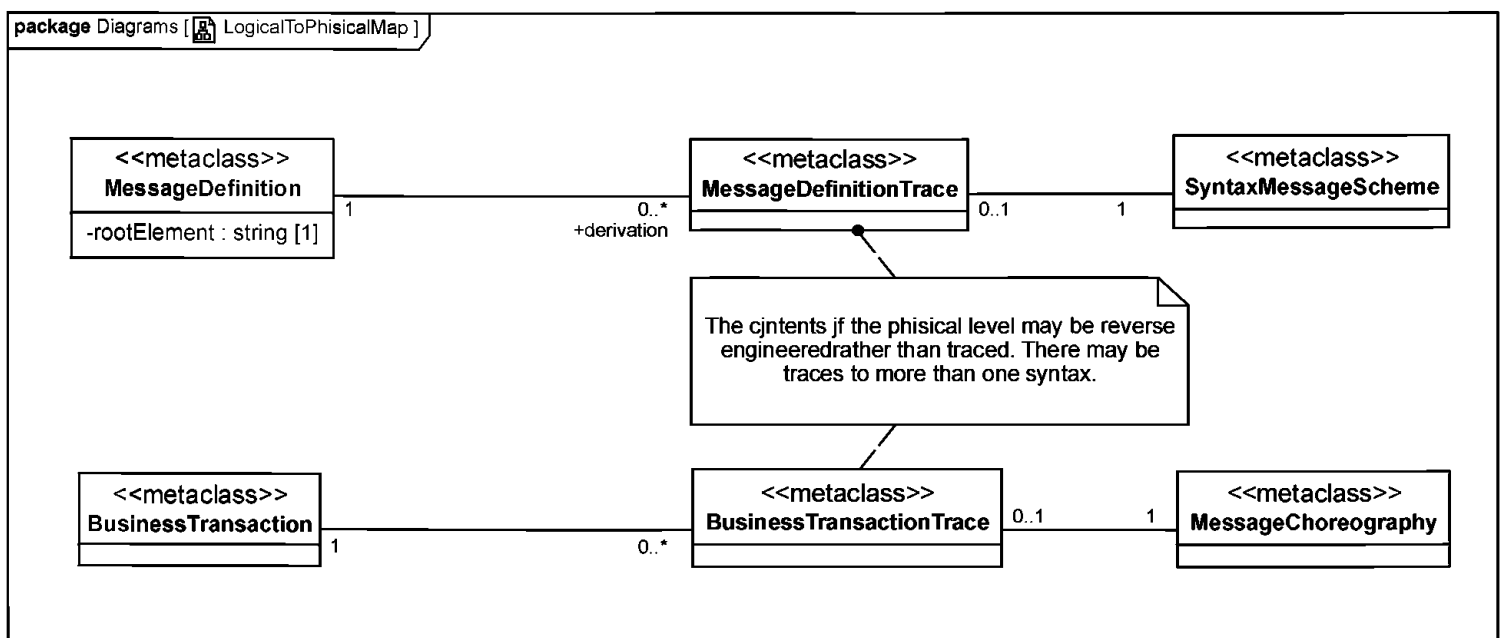 package Diagrams [ LogicalToPhisicalMap ]
<<metaclass>>
MessageDefinition
-rootElement : string [1]
1
0..*
+derivation
<<metaclass>>
MessageDefinitionTrace
0..1
1
<<metaclass>>
SyntaxMessageScheme
The cjntents jf the phisical level may be reverse
engineeredrather than traced. There may be
traces to more than one syntax.
<<metaclass>>
BusinessTransaction
1
0..*
<<metaclass>>
BusinessTransactionTrace
0..1
1
<<metaclass>>
MessageChoreography